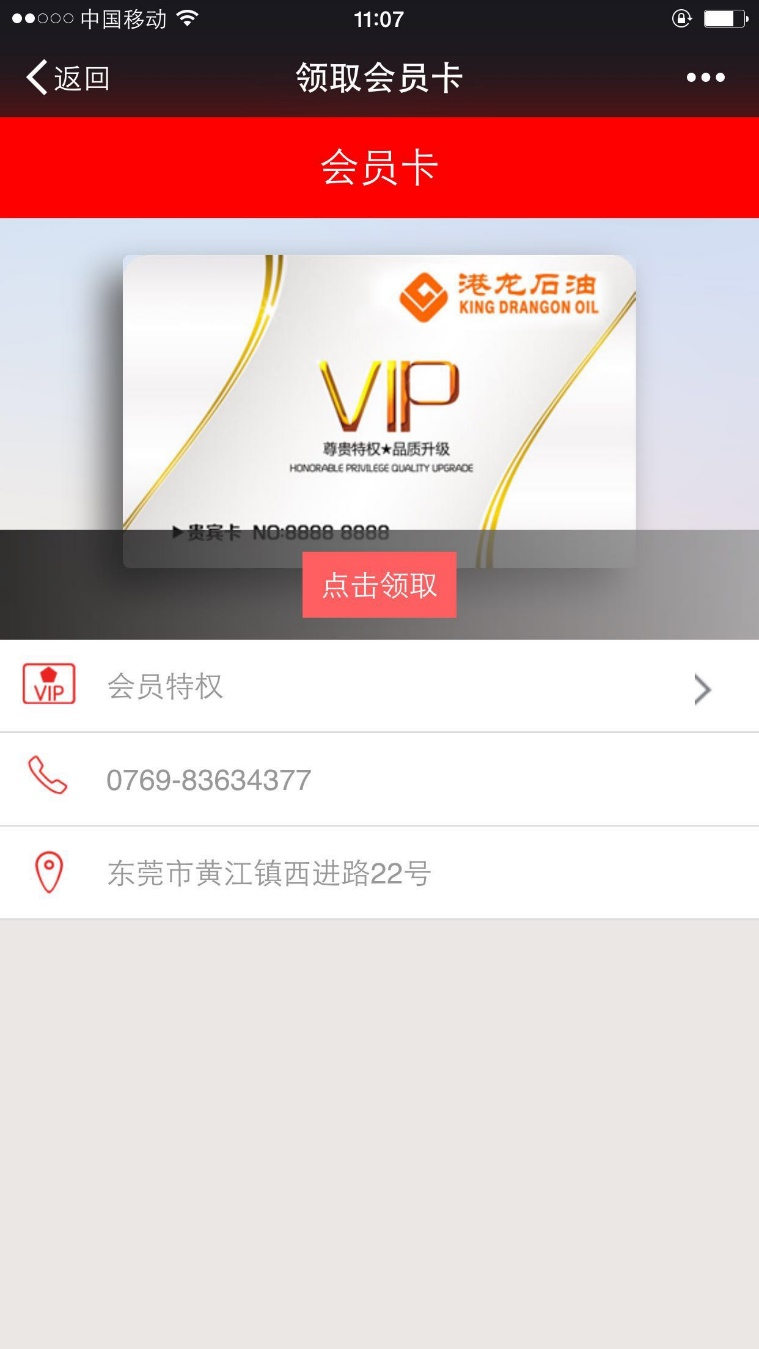 中国移动
11:07
返回
领取会员卡
会员卡
港龙石油
KING DRANGON OIL
VIP
尊贵特权★品质升级
HONORABLE PRIVILEGE QUALITY UPGRADE
▶贵宾卡 NO:8888 8888
点击领取
VIP
会员特权
0769-83634377
东莞市黄江镇西进路22号